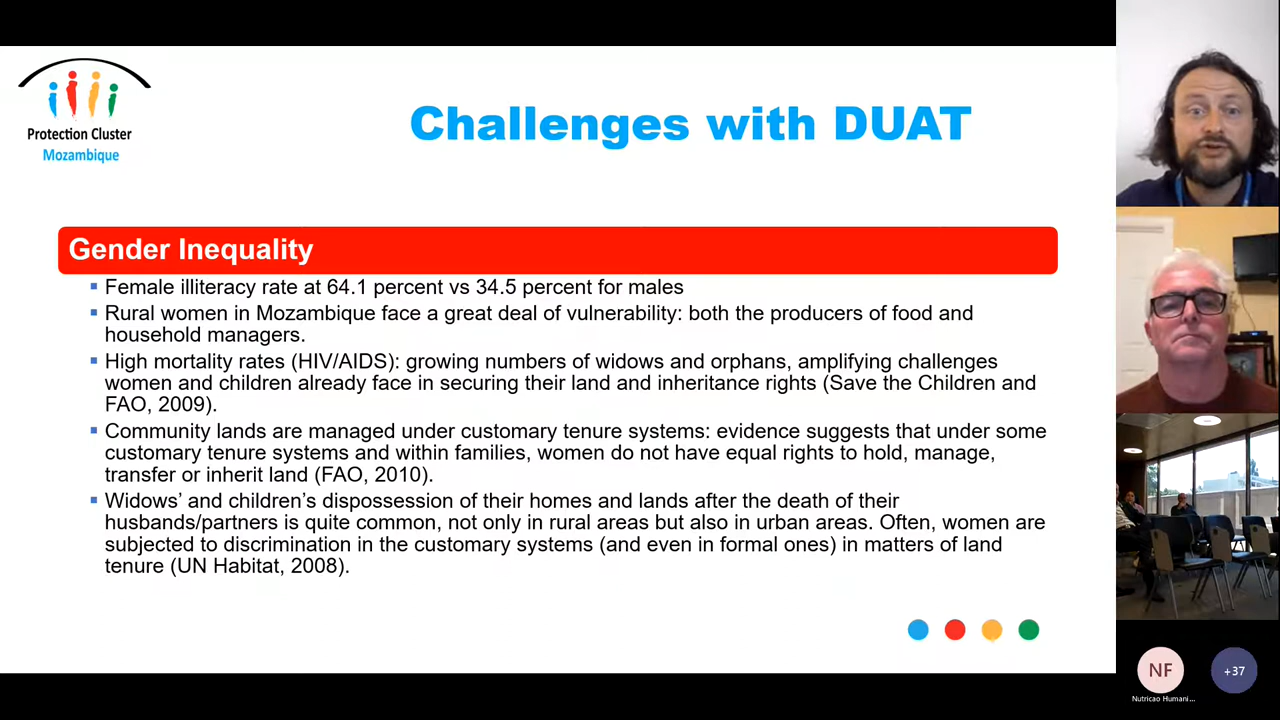 Protection Cluster
Mozambique
Challenges with DUAT
Gender Inequality
▪ Female illiteracy rate at 64.1 percent vs 34.5 percent for males
▪ Rural women in Mozambique face a great deal of vulnerability: both the producers of food and
household managers.
▪ High mortality rates (HIV/AIDS): growing numbers of widows and orphans, amplifying challenges
women and children already face in securing their land and inheritance rights (Save the Children and
FAO, 2009).
▪ Community lands are managed under customary tenure systems: evidence suggests that under some
customary tenure systems and within families, women do not have equal rights to hold, manage,
transfer or inherit land (FAO, 2010).
▪ Widows’ and children’s dispossession of their homes and lands after the death of their
husbands/partners is quite common, not only in rural areas but also in urban areas. Often, women are
subjected to discrimination in the customary systems (and even in formal ones) in matters of land
tenure (UN Habitat, 2008).
NF
+37
Nutricao Humani...